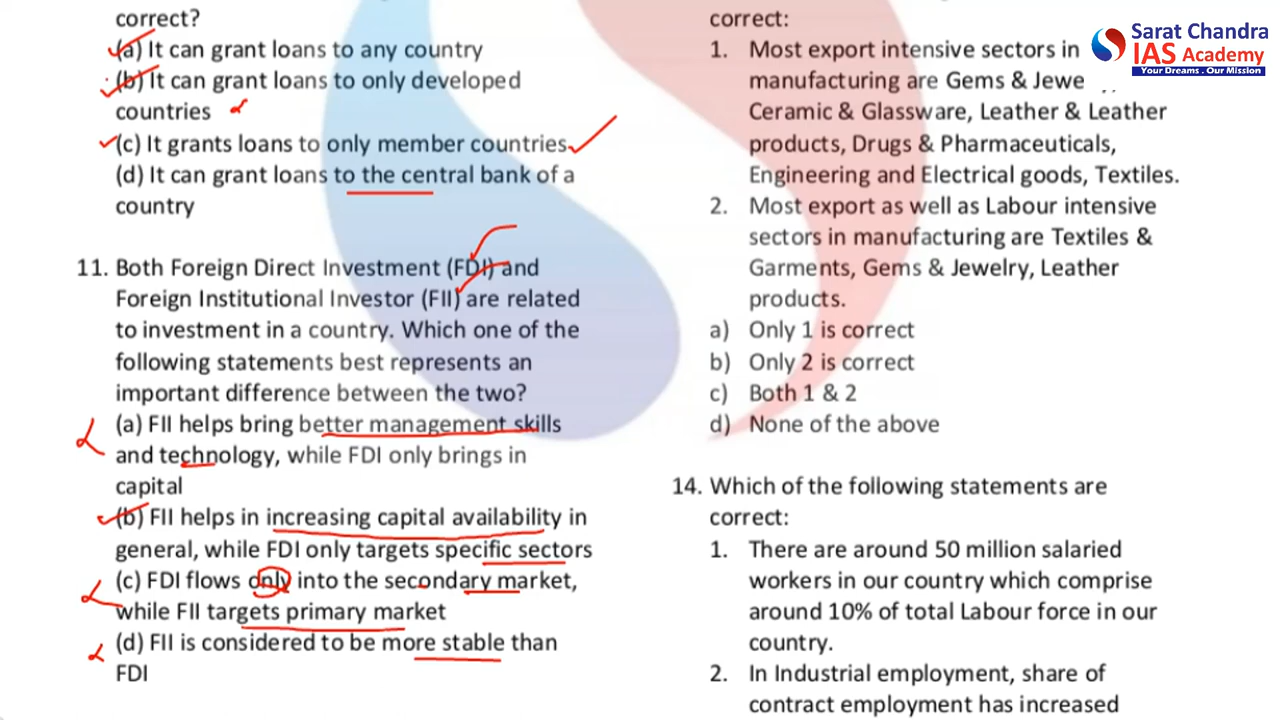 correct?
(a) It can grant loans to any country
(b) It can grant loans to only developed
countries
(c) It grants loans to only member countries
(d) It can grant loans to the central bank of a
country
11. Both Foreign Direct Investment (FDI) and
Foreign Institutional Investor (FII) are related
to investment in a country. Which one of the
following statements best represents an
important difference between the two?
(a) FII helps bring better management skills
and technology, while FDI only brings in
capital
(b) FII helps in increasing capital availability in
general, while FDI only targets specific sectors
(c) FDI flows only into the secondary market,
while FII targets primary market
(d) FII is considered to be more stable than
FDI
correct:
1. Most export intensive sectors in
manufacturing are Gems & Jewe
Ceramic & Glassware, Leather & Leather
products, Drugs & Pharmaceuticals,
Engineering and Electrical goods, Textiles.
2. Most export as well as Labour intensive
sectors in manufacturing are Textiles &
Garments, Gems & Jewelry, Leather
products.
a) Only 1 is correct
b) Only 2 is correct
c) Both 1 & 2
d) None of the above
14. Which of the following statements are
correct:
1. There are around 50 million salaried
workers in our country which comprise
around 10% of total Labour force in our
country.
2. In Industrial employment, share of
contract employment has increased
Sarat Chandra
IAS Academy
Your Dreams . Our Mission